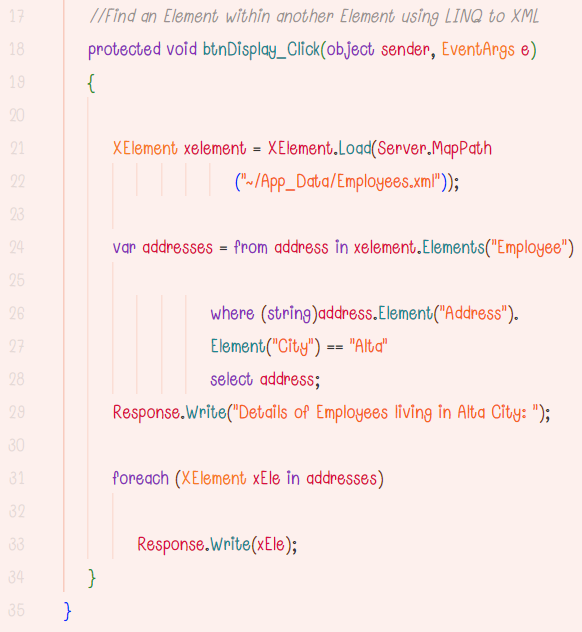 17 //Find an Element within another Element using LINQ to XML
18 protected void btnDisplay_Click(object sender, EventArgs e)
19 {
20
21 XElement xelement = XElement.Load(Server.MapPath
22 ("~/App_Data/Employees.xml"));
23
24 var addresses = from address in xelement.Elements("Employee")
25
26 where (string)address.Element("Address").
27 Element("City") == "Alta"
28 select address;
29 Response.Write("Details of Employees living in Alta City: ");
30
31 foreach (XElement xEle in addresses)
32
33 Response.Write(xEle);
34 }
35 }